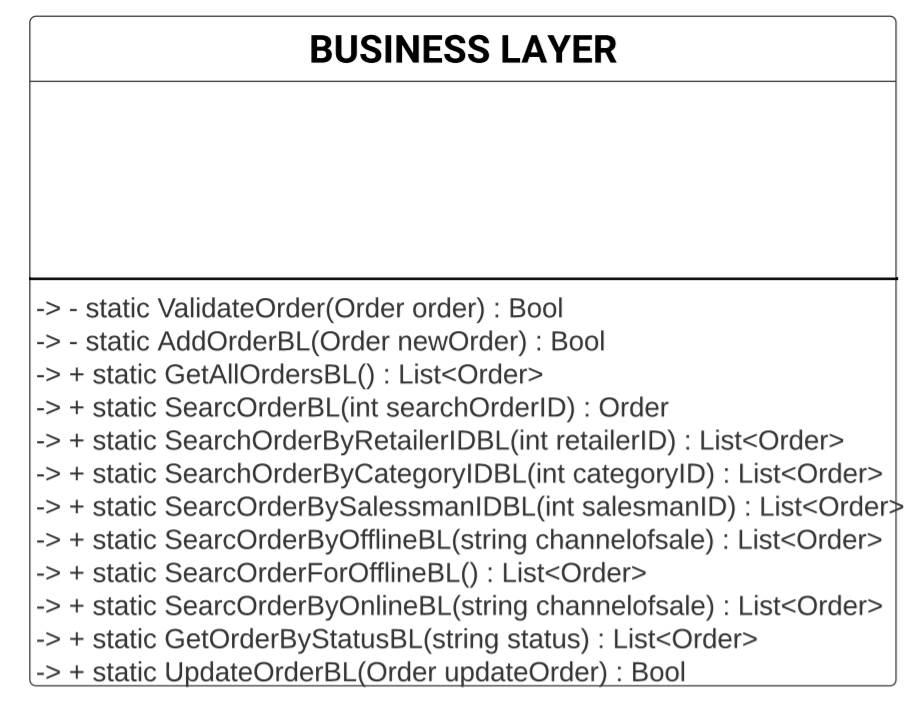 BUSINESS LAYER
-> - static ValidateOrder(Order order) : Bool
-> - static AddOrderBL(Order newOrder) : Bool
-> + static GetAllOrdersBL() : List<Order>
-> + static SearcOrderBL(int searchOrderID) : Order
-> + static SearchOrderByRetailerIDBL(int retailerID) : List<Order>
-> + static SearchOrderByCategoryIDBL(int categoryID) : List<Order>
-> + static SearcOrderBySalessmanIDBL(int salesmanID) : List<Order>
-> + static SearcOrderByOfflineBL(string channelofsale) : List<Order>
-> + static SearcOrderForOfflineBL() : List<Order>
-> + static SearcOrderByOnlineBL(string channelofsale) : List<Order>
-> + static GetOrderByStatusBL(string status) : List<Order>
-> + static UpdateOrderBL(Order updateOrder) : Bool